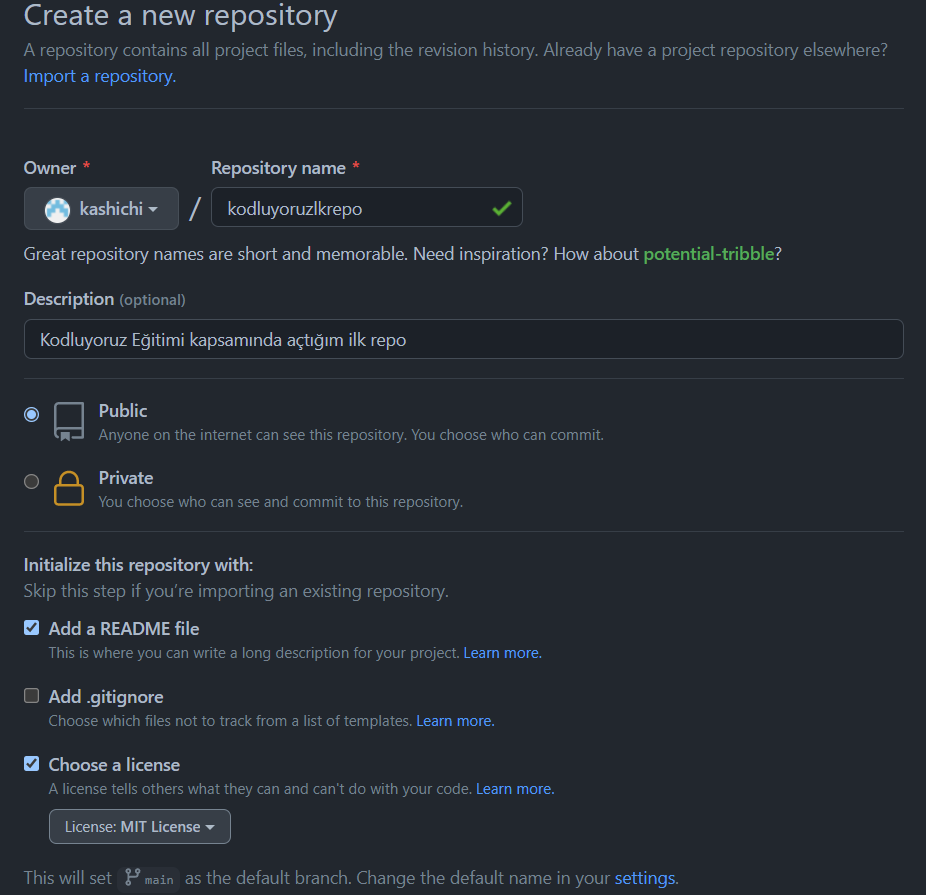 Create a new repository
A repository contains all project files, including the revision history. Already have a project repository elsewhere?
Import a repository.
Owner * Repository name *
kashichi / kodluyoruzlkrepo
Great repository names are short and memorable. Need inspiration? How about potential-tribble?
Description (optional)
Kodluyoruz Eğitimi kapsamında açtığım ilk repo
Public
Anyone on the internet can see this repository. You choose who can commit.
Private
You choose who can see and commit to this repository.
Initialize this repository with:
Skip this step if you’re importing an existing repository.
Add a README file
This is where you can write a long description for your project. Learn more.
Add .gitignore
Choose which files not to track from a list of templates. Learn more.
Choose a license
A license tells others what they can and can't do with your code. Learn more.
License: MIT License
This will set main as the default branch. Change the default name in your settings.